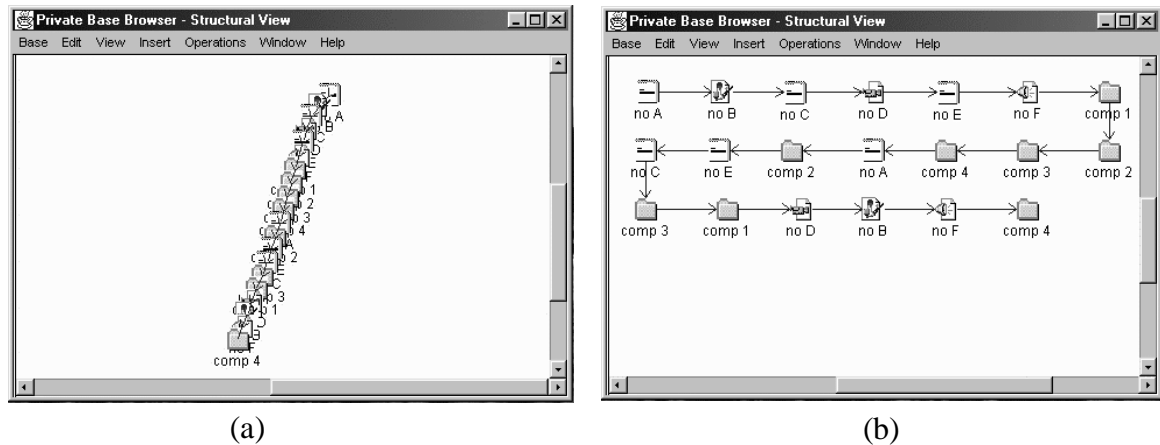 Private Base Browser - Structural View
Base Edit View Insert Operations Window Help
A
B
C
D
E
F
comp 4
(a)
Private Base Browser - Structural View
Base Edit View Insert Operations Window Help
no A no B no C no D no E no F comp 1
no C no E comp 2 no A comp 4 comp 3 comp 2
comp 3 comp 1 no D no B no F comp 4
(b)